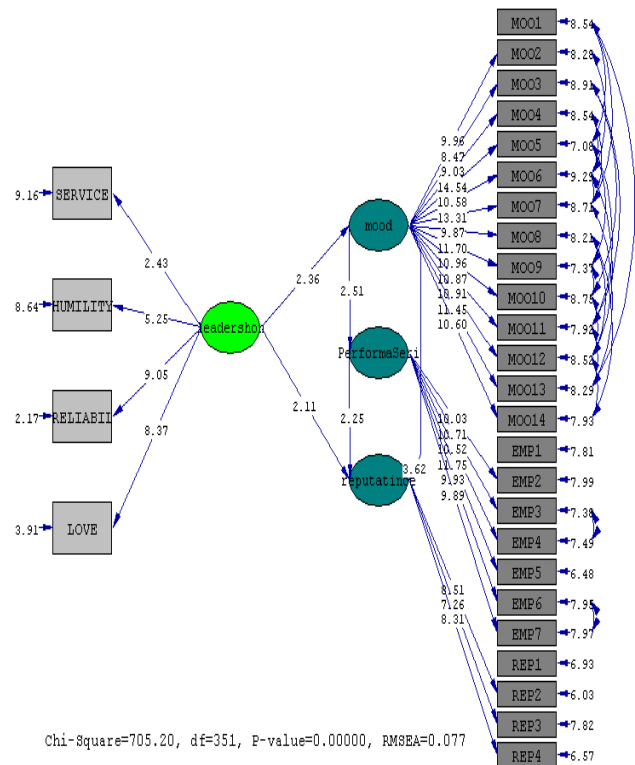 MOO1
8.54
MOO2
8.28
MOO3
8.91
MOO4
8.54
MOO5
7.08
MOO6
9.29
MOO7
8.71
MOO8
8.21
MOO9
7.37
MOO10
8.75
MOO11
7.92
MOO12
8.52
MOO13
8.29
MOO14
7.93
EMP1
7.81
EMP2
7.99
EMP3
7.38
EMP4
7.49
EMP5
6.48
EMP6
7.95
EMP7
7.97
REP1
6.93
REP2
6.03
REP3
7.82
REP4
6.57
9.96
8.47
9.03
14.54
10.58
13.31
9.87
11.70
10.96
10.87
10.91
11.45
10.60
mood
9.16
SERVICE
2.43
8.64
HUMILITY
5.25
2.17
RELIABIL
9.05
3.91
LOVE
8.37
leadershon
2.36
2.11
2.51
PerformaSeri
2.25
3.62
reputatince
10.03
10.71
10.52
11.75
9.93
9.89
8.51
7.26
8.31
Chi-Square=705.20, df=351, P-value=0.00000, RMSEA=0.077